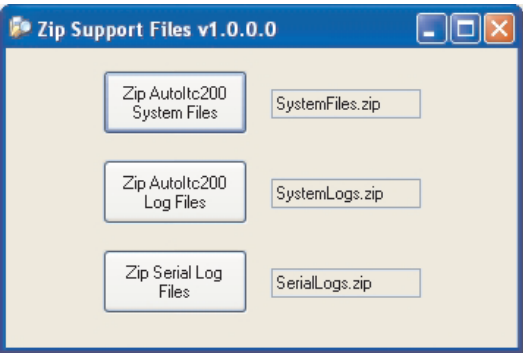 Zip Support Files v1.0.0.0
Zip AutoItc200
System Files
SystemFiles.zip
Zip AutoItc200
Log Files
SystemLogs.zip
Zip Serial Log
Files
SerialLogs.zip